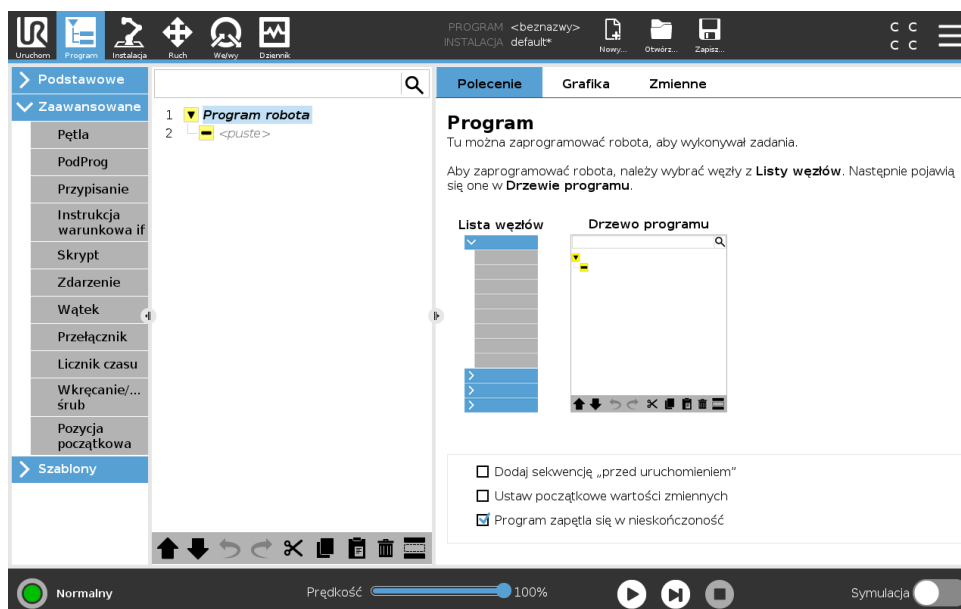 PROGRAM <beznazwy>
INSTALACJA default*
Uruchom Program Instalacja Ruch We/wy Dziennik Nowy... Otwórz... Zapisz...
C C
C C
Podstawowe
Zaawansowane
Pętla
PodProg
Przypisanie
Instrukcja
warunkowa if
Skrypt
Zdarzenie
Wątek
Przełącznik
Licznik czasu
Wkręcanie/...
śrub
Pozycja
początkowa
Szablony
1 Program robota
2 <puste>
Polecenie Grafika Zmienne
Program
Tu można zaprogramować robota, aby wykonywał zadania.
Aby zaprogramować robota, należy wybrać węzły z Listy węzłów. Następnie pojawią
się one w Drzewie programu.
Lista węzłów Drzewo programu
Dodaj sekwencję „przed uruchomieniem”
Ustaw początkowe wartości zmiennych
Program zapętla się w nieskończoność
Normalny Prędkość 100% Symulacja